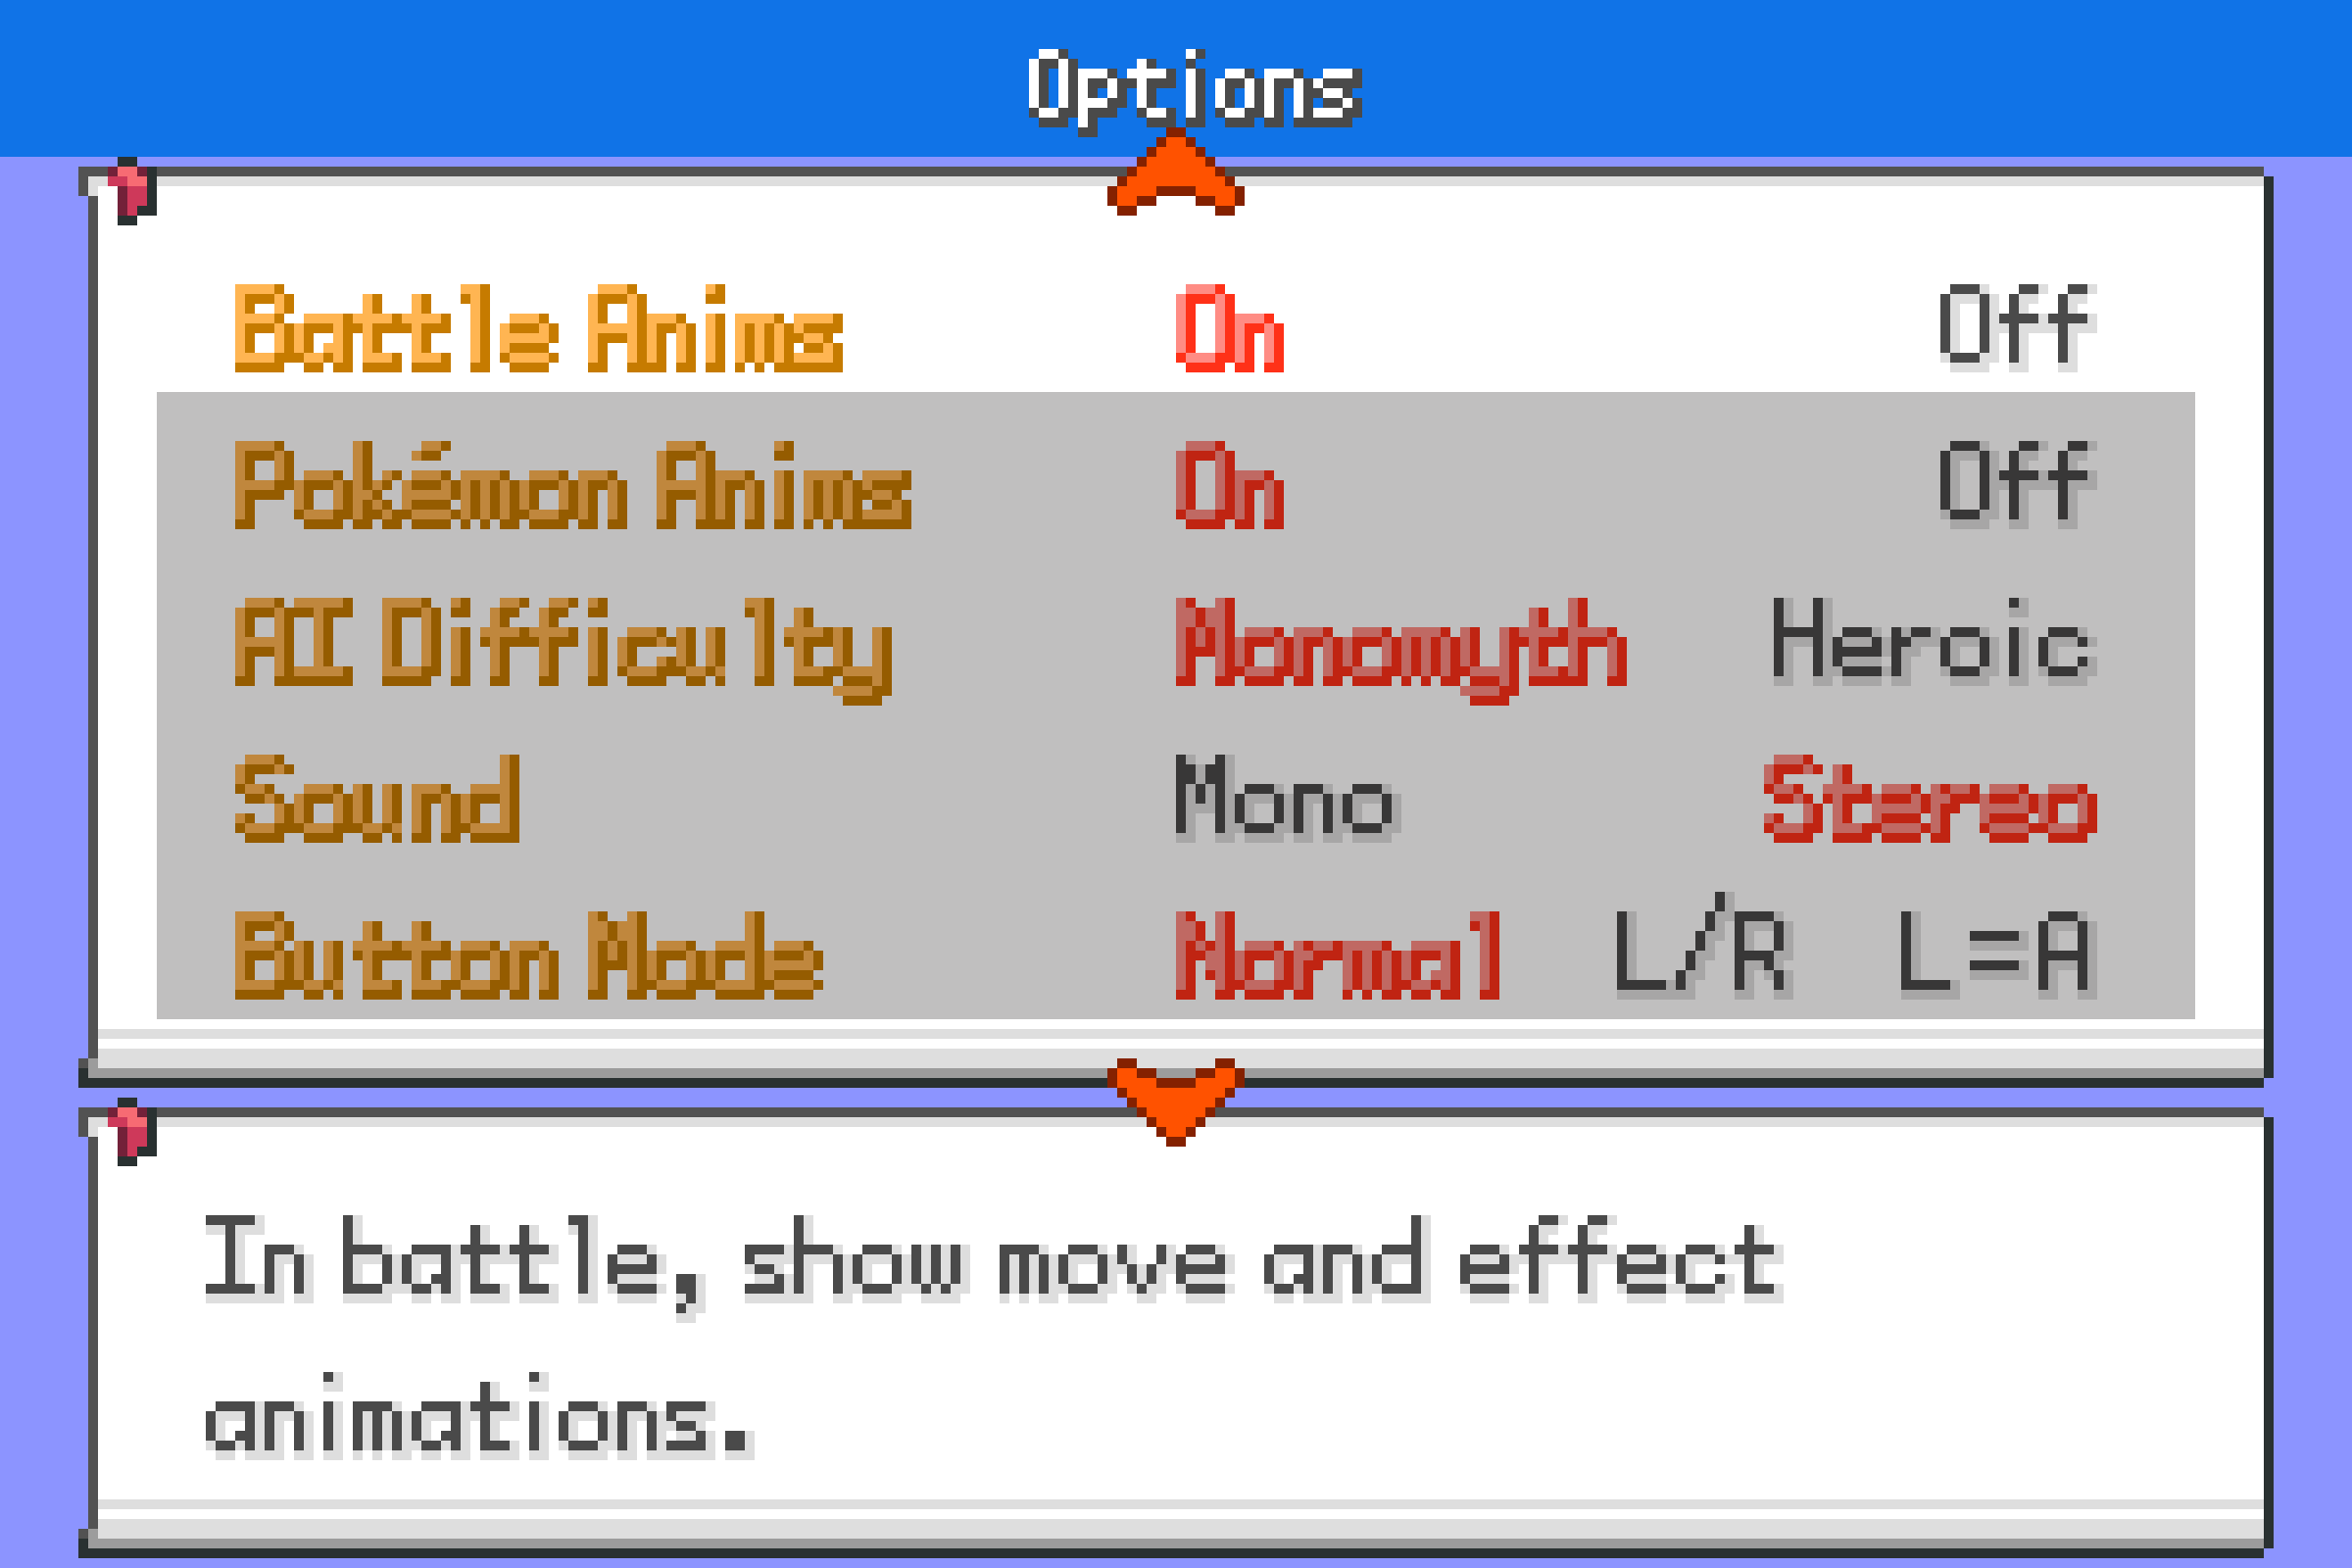 Options
Battle Anims On Off
Pokémon Anims On Off
AI Difficulty Monomyth Heroic
Sound Mono Stereo
Button Mode Normal L/R L=A
In battle, show move and effect
animations.